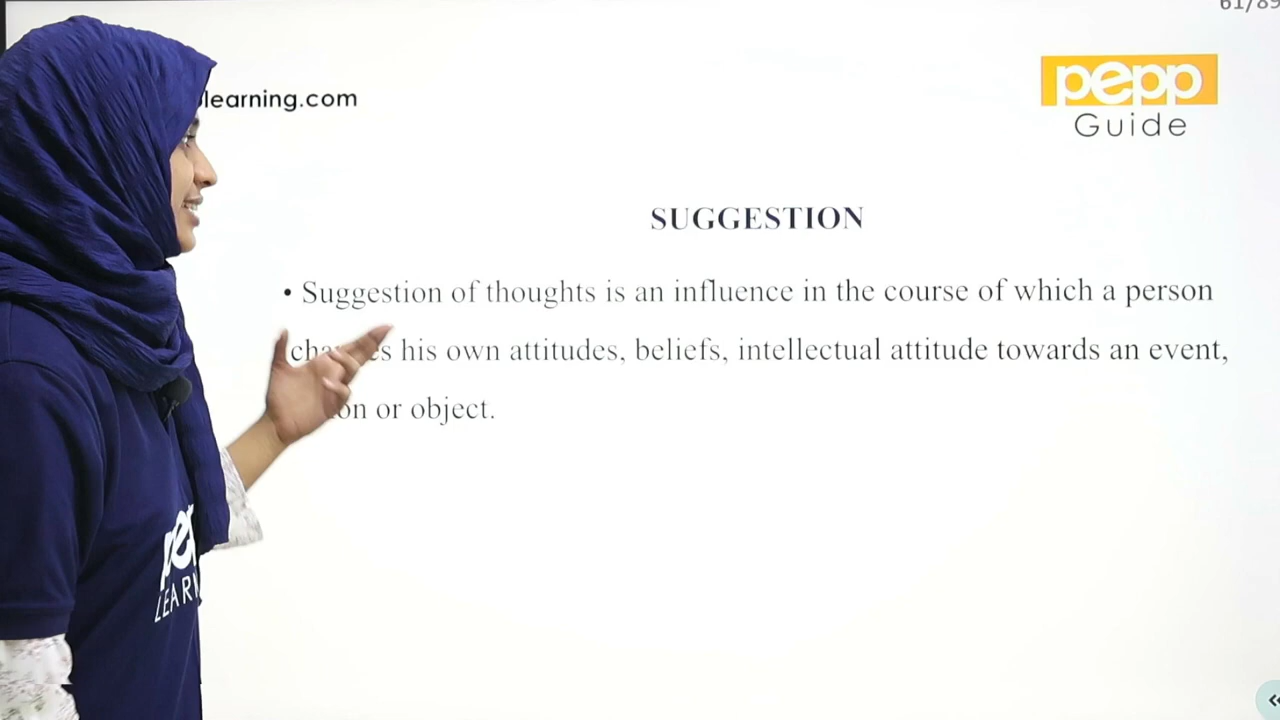 61/89
learning.com
pepp
Guide
SUGGESTION
• Suggestion of thoughts is an influence in the course of which a person
his own attitudes, beliefs, intellectual attitude towards an event,
or object.